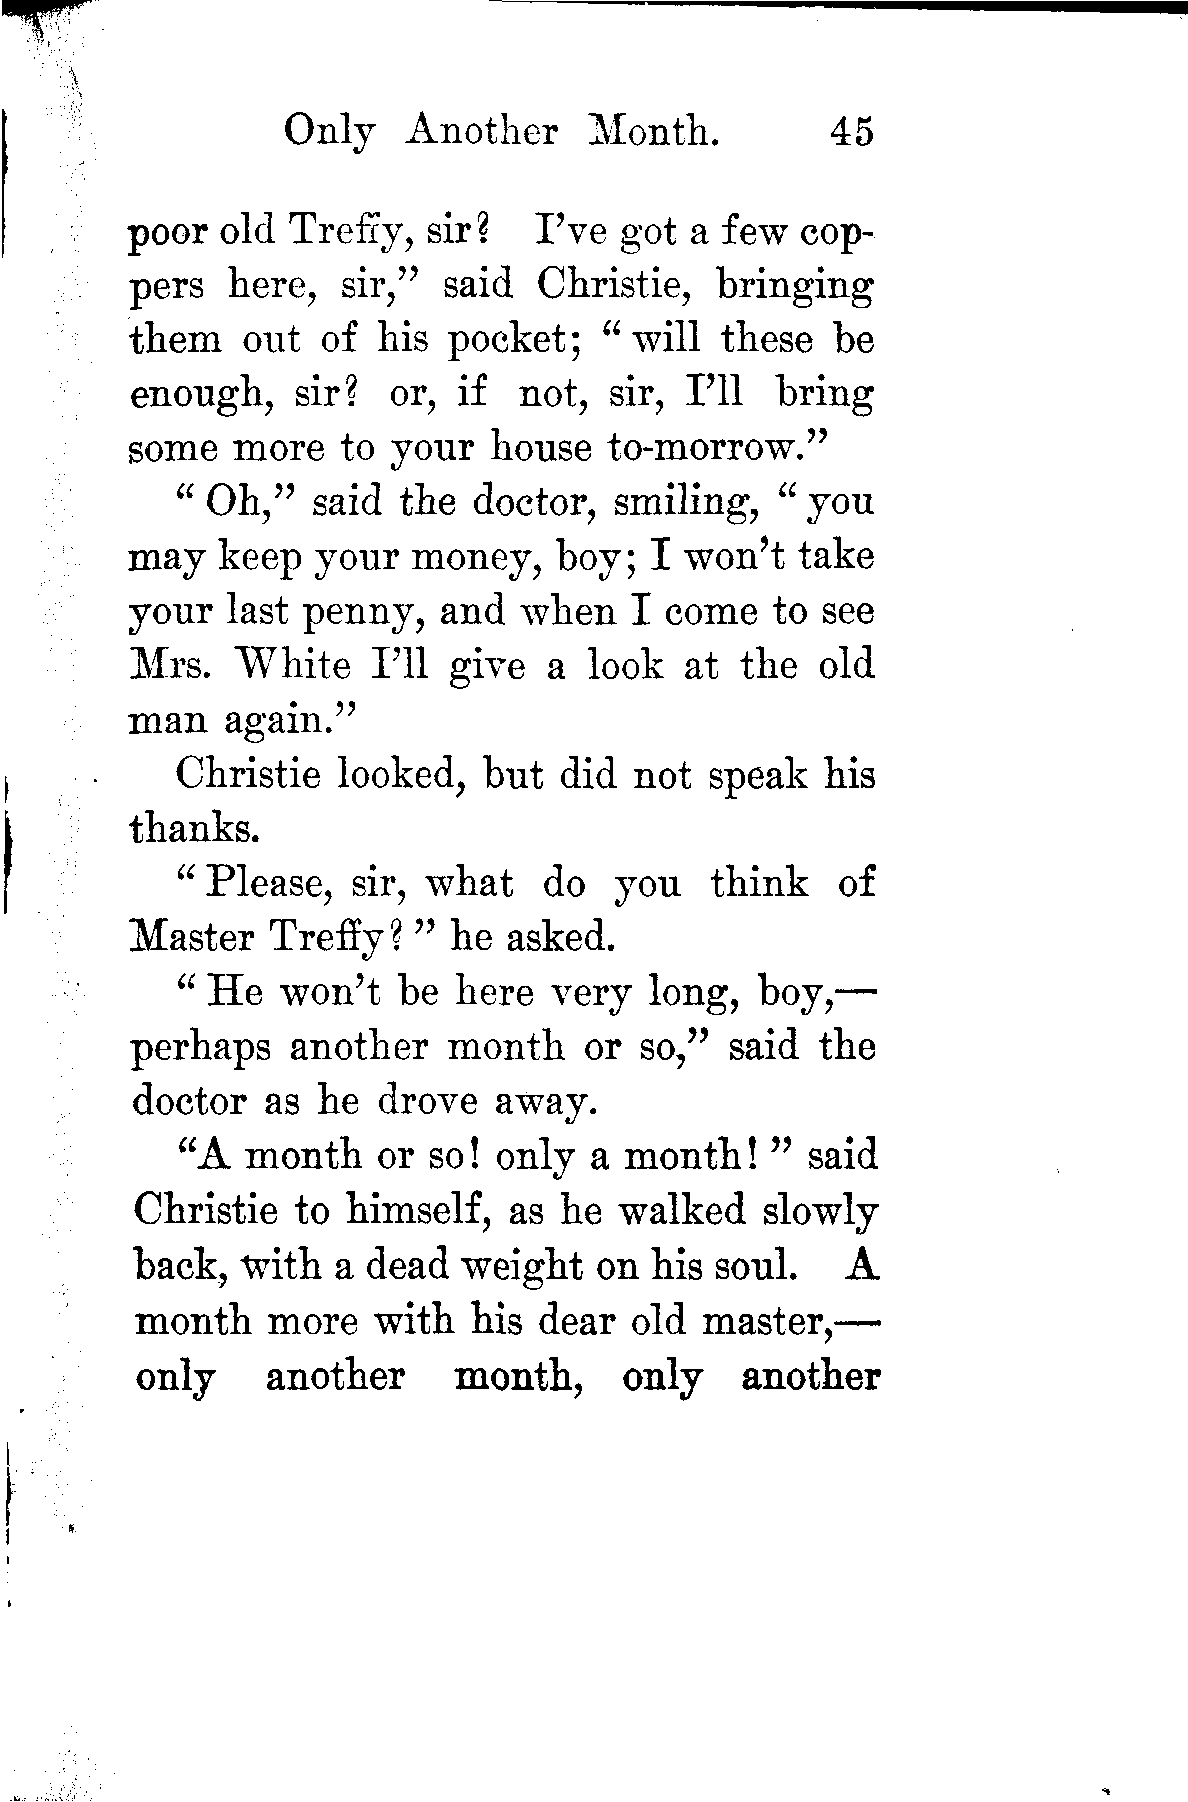 Only Another Month. 45
poor old Treffy, sir? I've got a few cop-
pers here, sir,” said Christie, bringing
them out of his pocket; “ will these be
enough, sir? or, if not, sir, I'll bring
some more to your house to-morrow.”
“ Oh,” said the doctor, smiling, “ you
may keep your money, boy; I won't take
your last penny, and when I come to see
Mrs. White I'll give a look at the old
man again.”
Christie looked, but did not speak his
thanks.
“ Please, sir, what do you think of
Master Treffy? ” he asked.
“ He won't be here very long, boy,—
perhaps another month or so,” said the
doctor as he drove away.
“A month or so! only a month! ” said
Christie to himself, as he walked slowly
back, with a dead weight on his soul. A
month more with his dear old master,—
only another month, only another